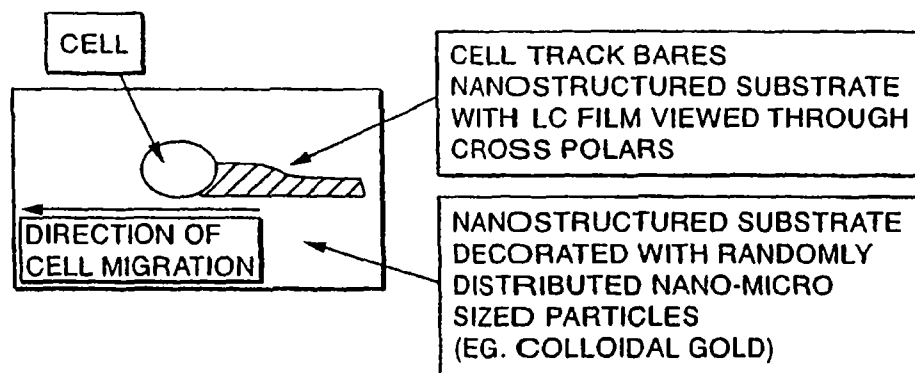 CELL
CELL TRACK BARES
NANOSTRUCTURED SUBSTRATE
WITH LC FILM VIEWED THROUGH
CROSS POLARS
DIRECTION OF
CELL MIGRATION
NANOSTRUCTURED SUBSTRATE
DECORATED WITH RANDOMLY
DISTRIBUTED NANO-MICRO
SIZED PARTICLES
(EG. COLLOIDAL GOLD)